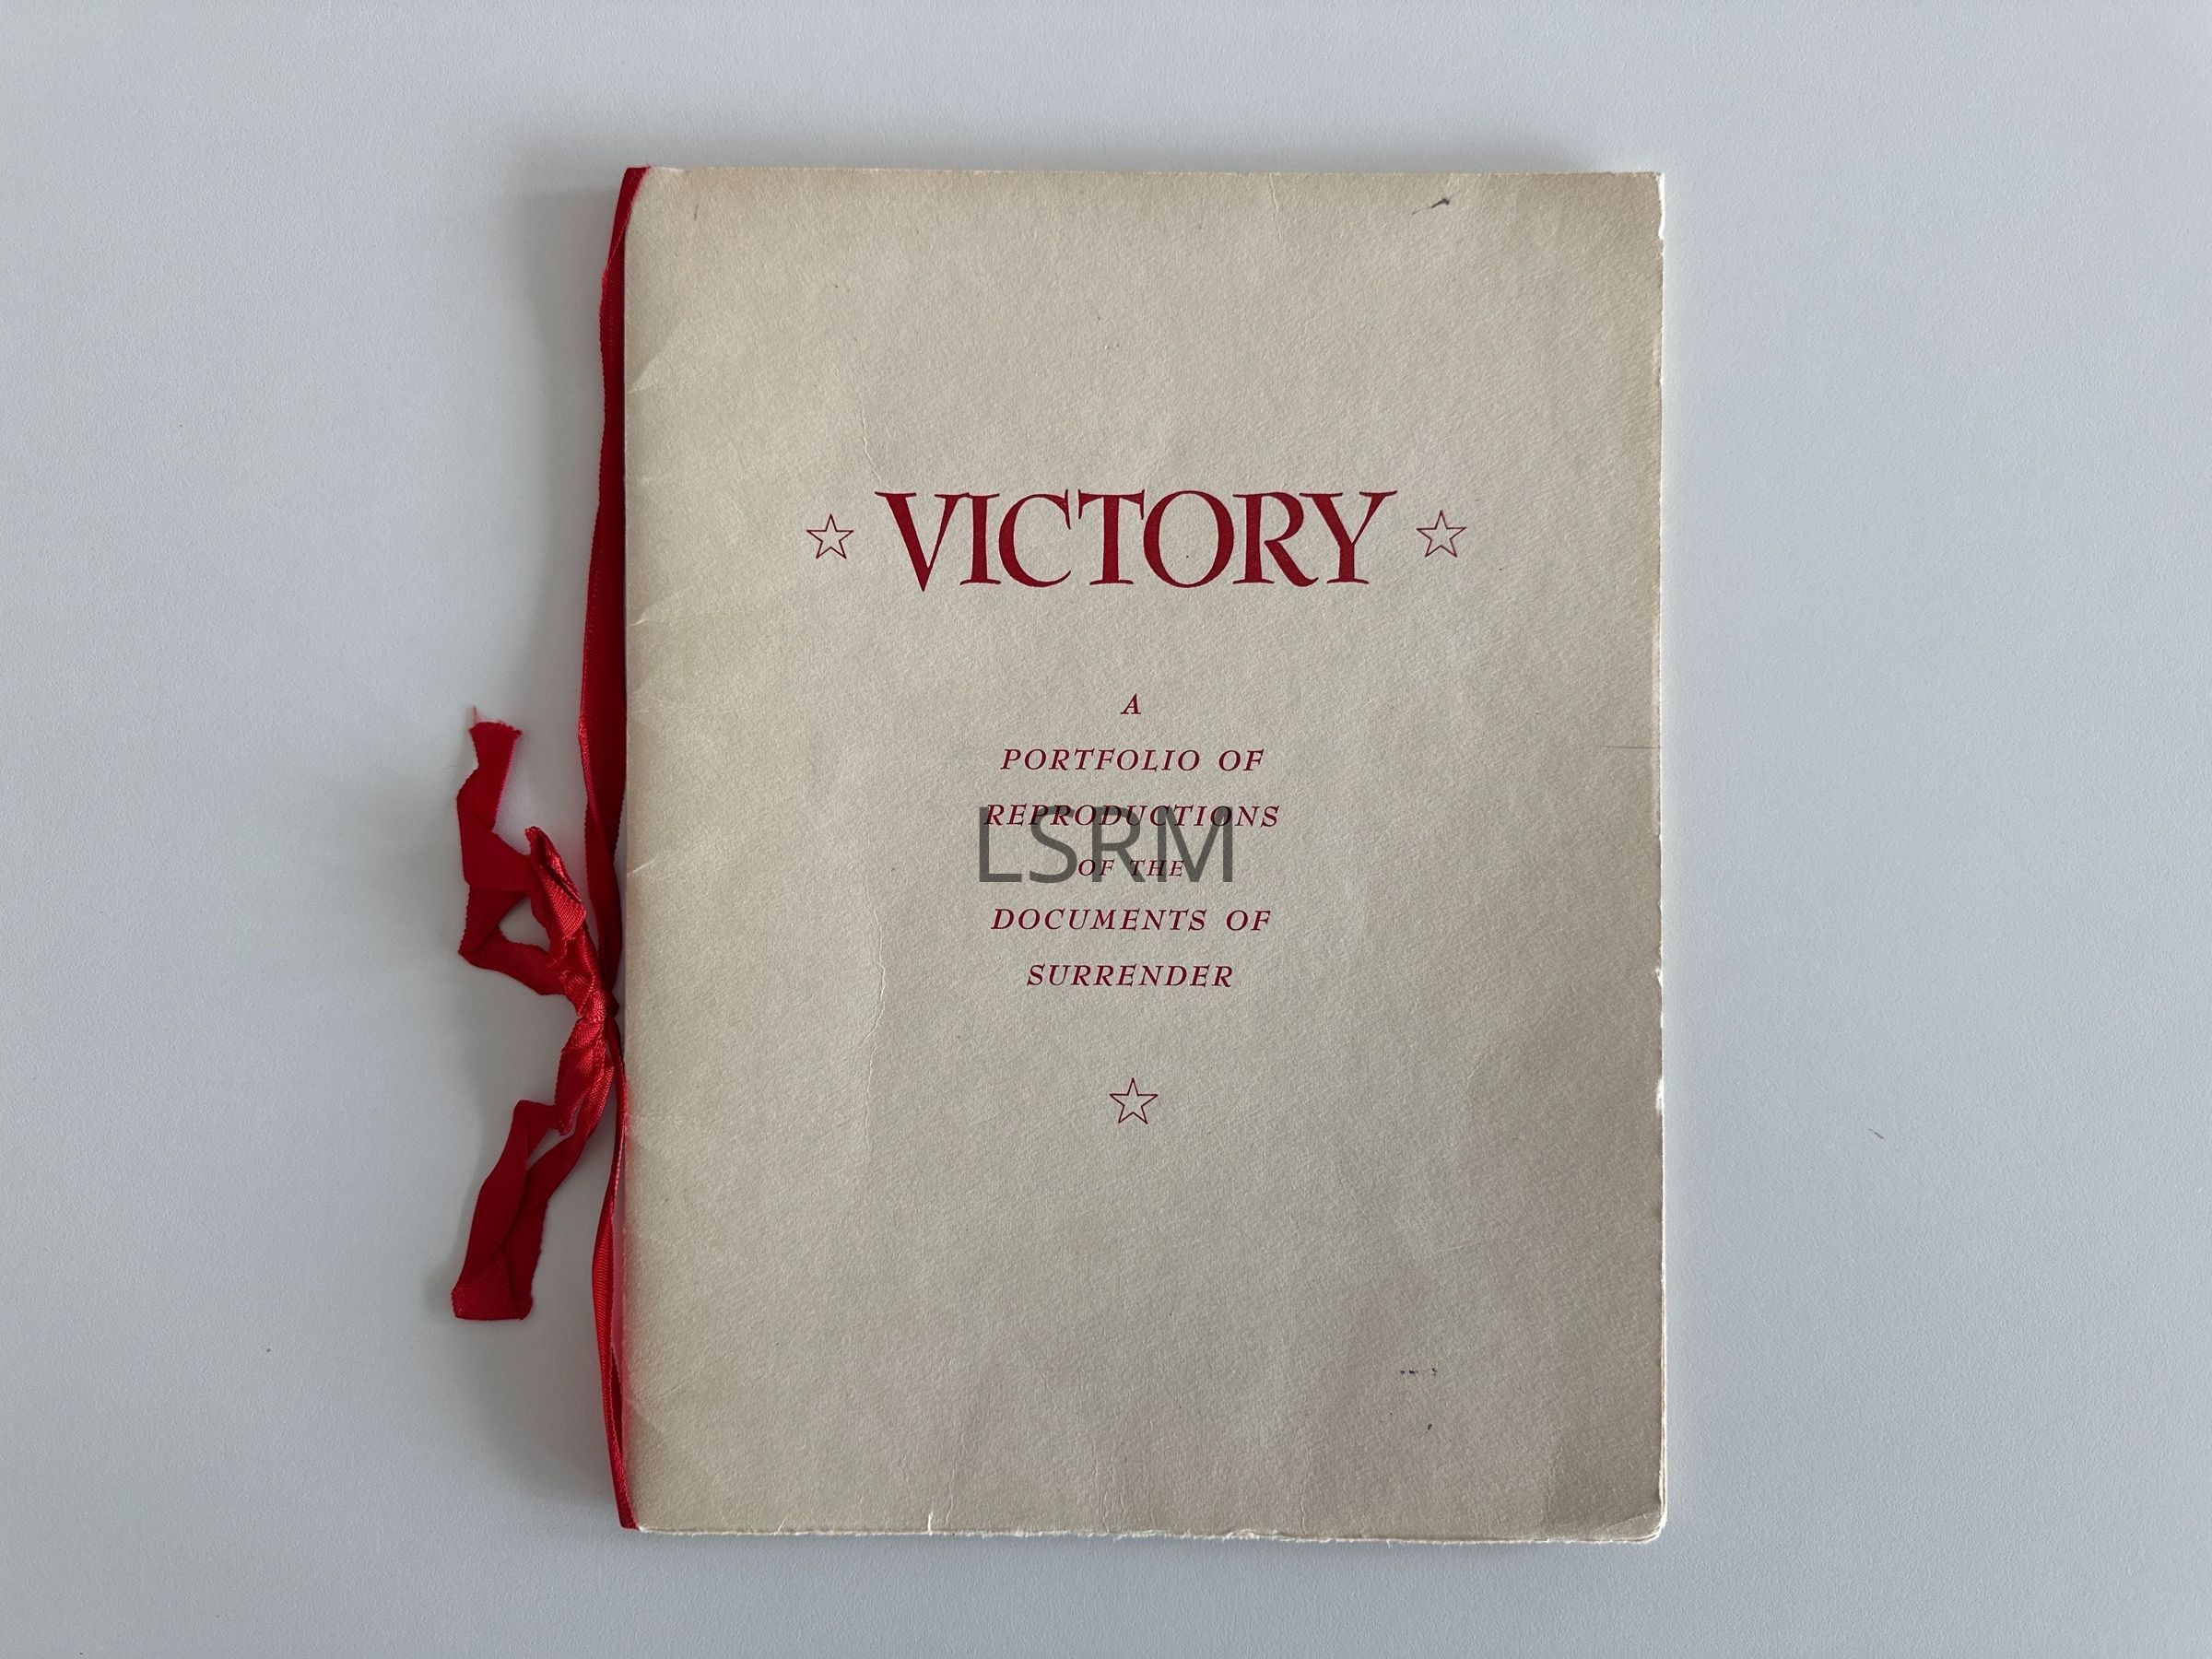 ☆ VICTORY ☆
A
PORTFOLIO OF
REPRODUCTIONS
LSRM
OF THE
DOCUMENTS OF
SURRENDER
☆